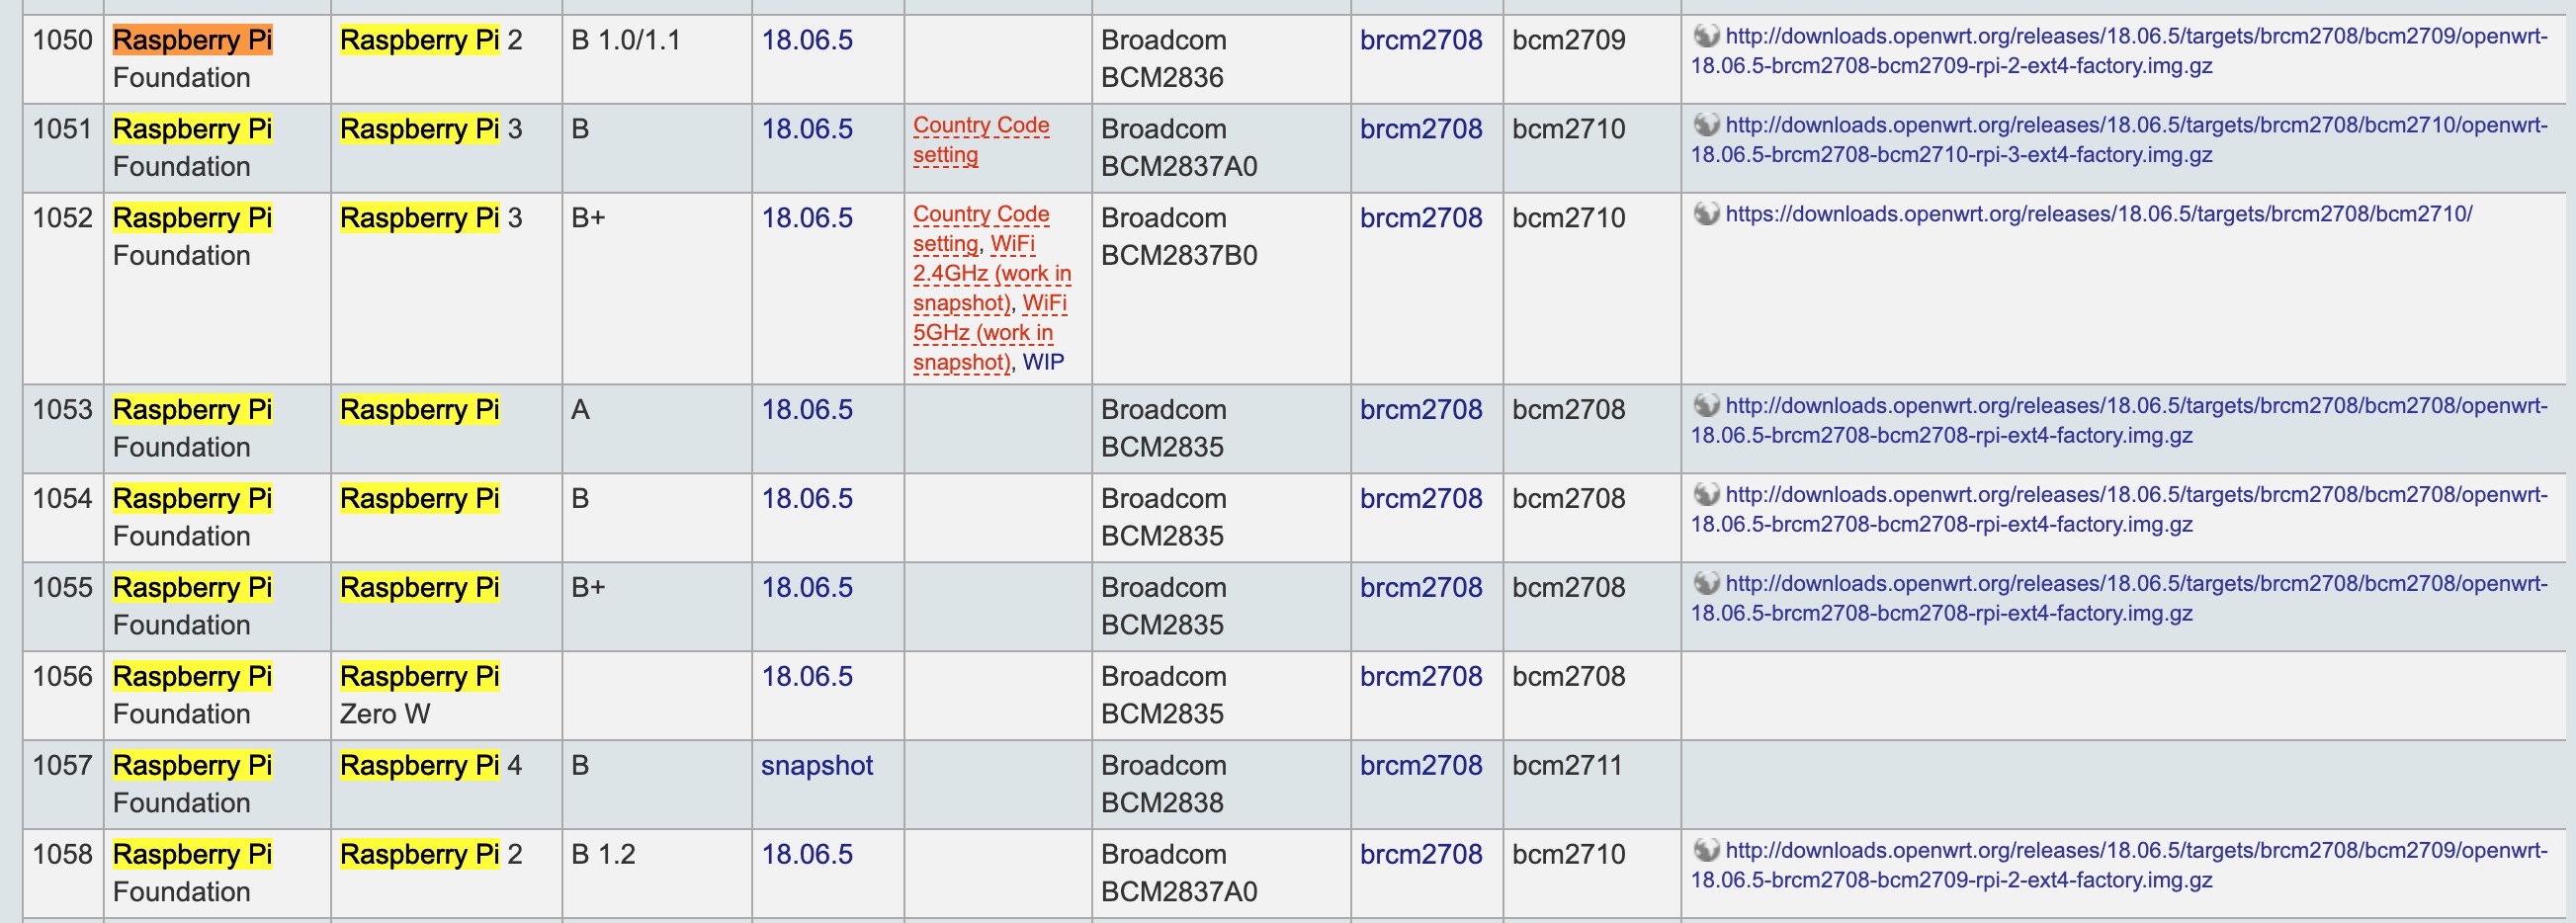 1050 Raspberry Pi Raspberry Pi 2 B 1.0/1.1 18.06.5 Broadcom brcm2708 bcm2709 http://downloads.openwrt.org/releases/18.06.5/targets/brcm2708/bcm2709/openwrt-
Foundation BCM2836 18.06.5-brcm2708-bcm2709-rpi-2-ext4-factory.img.gz
1051 Raspberry Pi Raspberry Pi 3 B 18.06.5 Country Code Broadcom brcm2708 bcm2710 http://downloads.openwrt.org/releases/18.06.5/targets/brcm2708/bcm2710/openwrt-
Foundation setting BCM2837A0 18.06.5-brcm2708-bcm2710-rpi-3-ext4-factory.img.gz
1052 Raspberry Pi Raspberry Pi 3 B+ 18.06.5 Country Code Broadcom brcm2708 bcm2710 https://downloads.openwrt.org/releases/18.06.5/targets/brcm2708/bcm2710/
Foundation setting, WiFi BCM2837B0
2.4GHz (work in
snapshot), WiFi
5GHz (work in
snapshot), WIP
1053 Raspberry Pi Raspberry Pi A 18.06.5 Broadcom brcm2708 bcm2708 http://downloads.openwrt.org/releases/18.06.5/targets/brcm2708/bcm2708/openwrt-
Foundation BCM2835 18.06.5-brcm2708-bcm2708-rpi-ext4-factory.img.gz
1054 Raspberry Pi Raspberry Pi B 18.06.5 Broadcom brcm2708 bcm2708 http://downloads.openwrt.org/releases/18.06.5/targets/brcm2708/bcm2708/openwrt-
Foundation BCM2835 18.06.5-brcm2708-bcm2708-rpi-ext4-factory.img.gz
1055 Raspberry Pi Raspberry Pi B+ 18.06.5 Broadcom brcm2708 bcm2708 http://downloads.openwrt.org/releases/18.06.5/targets/brcm2708/bcm2708/openwrt-
Foundation BCM2835 18.06.5-brcm2708-bcm2708-rpi-ext4-factory.img.gz
1056 Raspberry Pi Raspberry Pi 18.06.5 Broadcom brcm2708 bcm2708
Foundation Zero W BCM2835
1057 Raspberry Pi Raspberry Pi 4 B snapshot Broadcom brcm2708 bcm2711
Foundation BCM2838
1058 Raspberry Pi Raspberry Pi 2 B 1.2 18.06.5 Broadcom brcm2708 bcm2710 http://downloads.openwrt.org/releases/18.06.5/targets/brcm2708/bcm2709/openwrt-
Foundation BCM2837A0 18.06.5-brcm2708-bcm2709-rpi-2-ext4-factory.img.gz